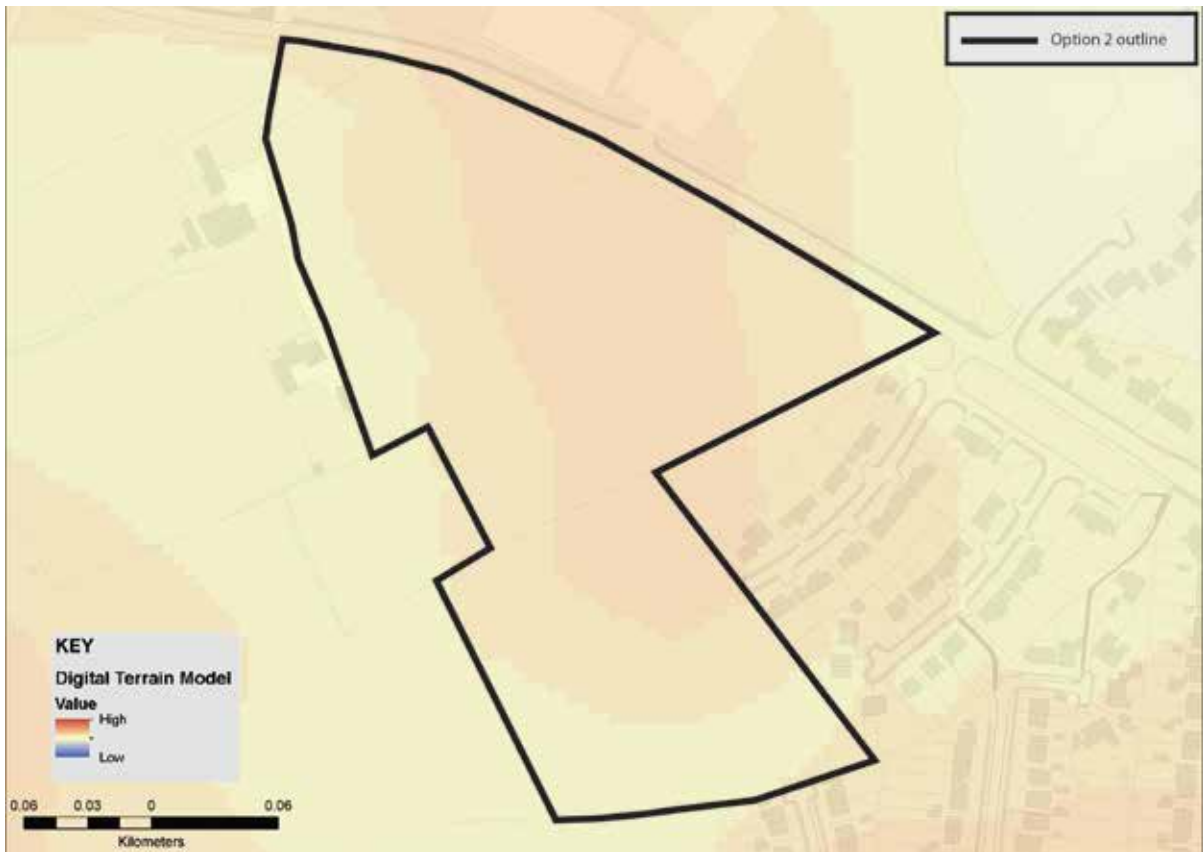 Option 2 outline
KEY
Digital Terrain Model
Value
High
Low
0.06 0.03 0 0.06
Kilometers